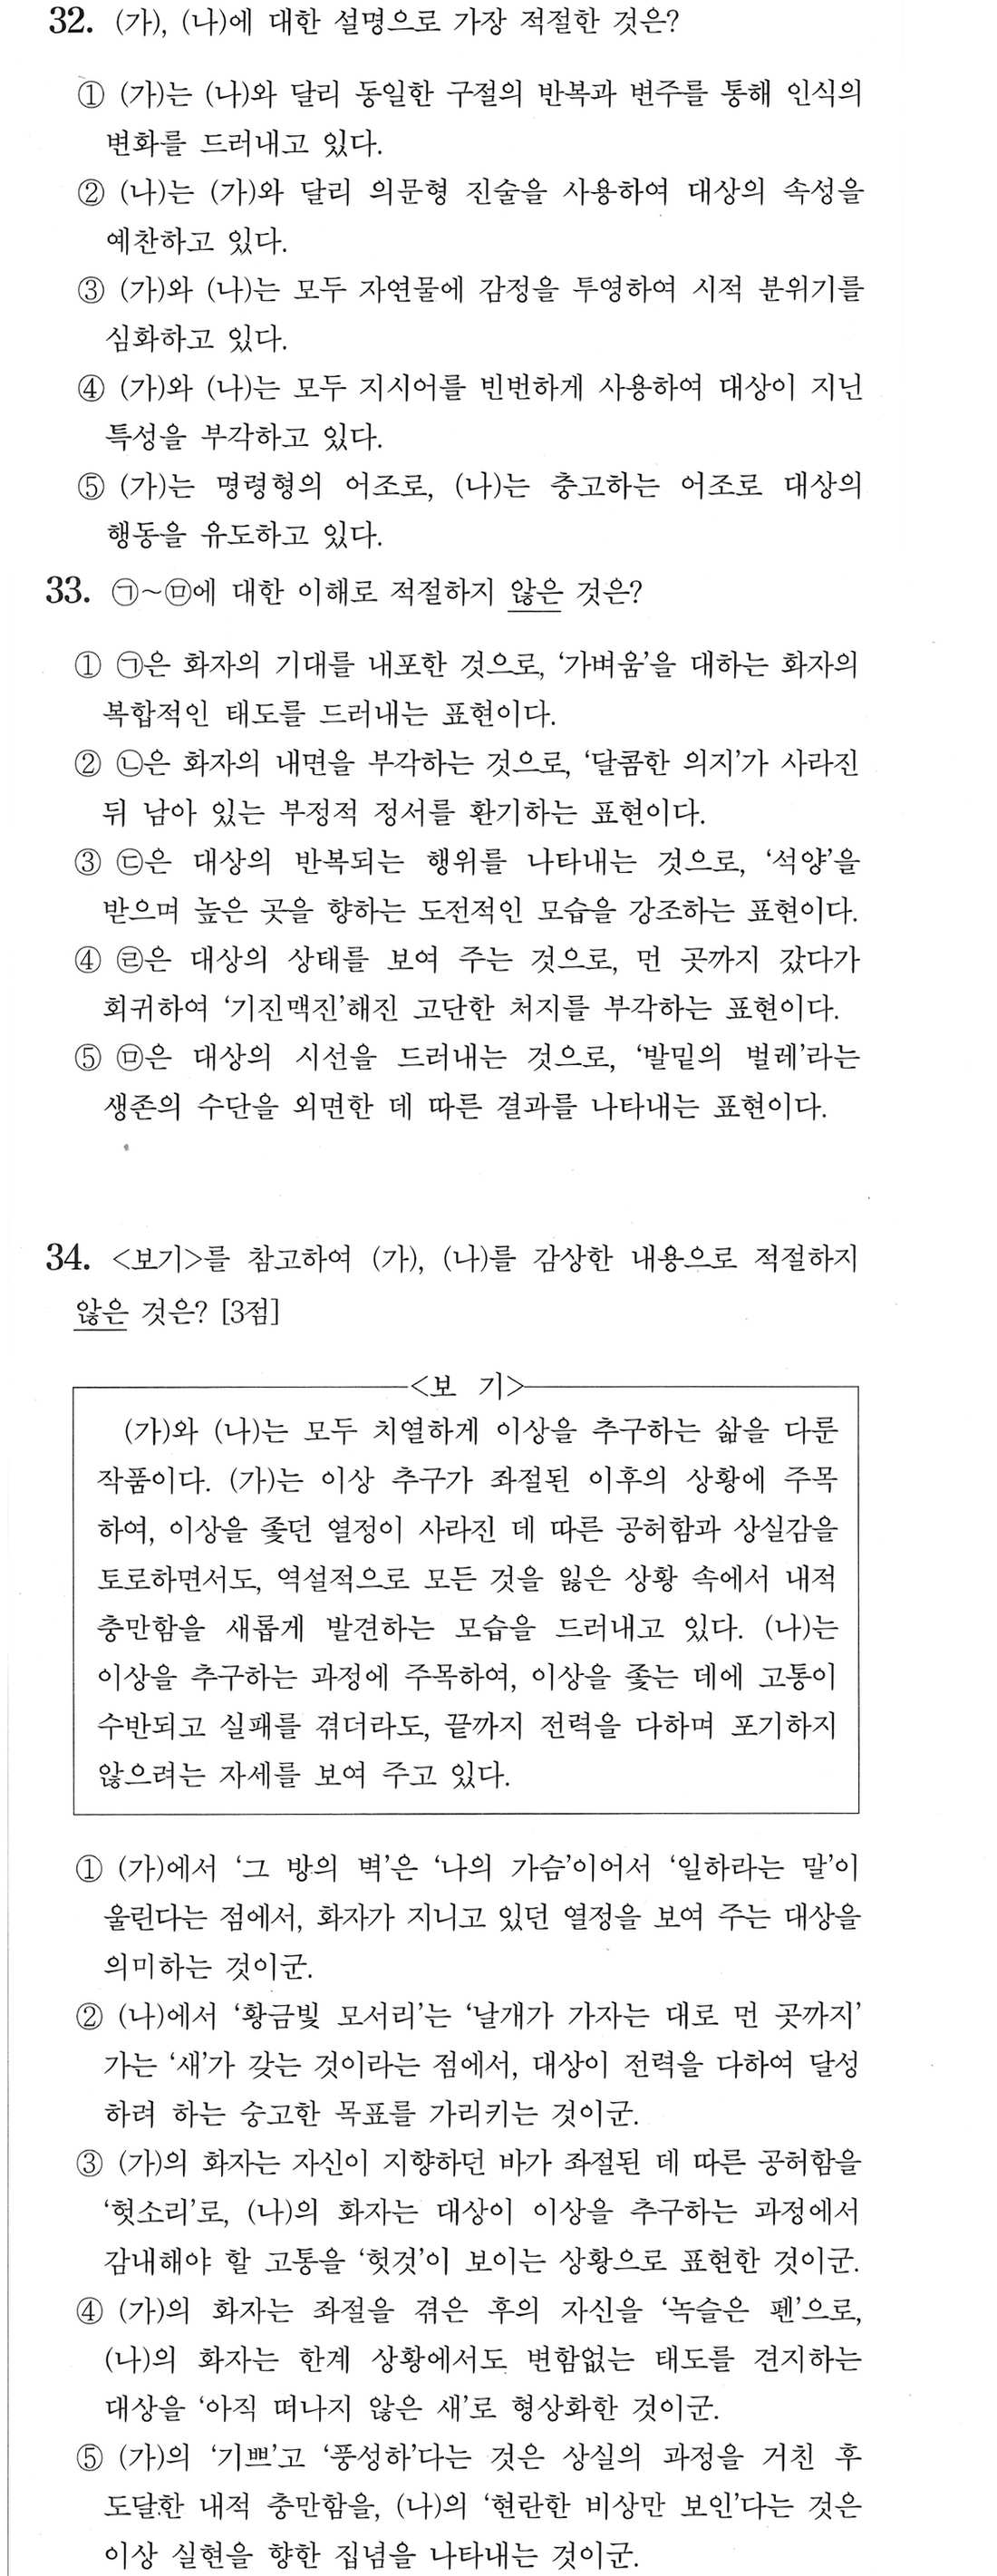 32. (가), (나)에 대한 설명으로 가장 적절한 것은?
① (가)는 (나)와 달리 동일한 구절의 반복과 변주를 통해 인식의
변화를 드러내고 있다.
② (나)는 (가)와 달리 의문형 진술을 사용하여 대상의 속성을
예찬하고 있다.
③ (가)와 (나)는 모두 자연물에 감정을 투영하여 시적 분위기를
심화하고 있다.
④ (가)와 (나)는 모두 지시어를 빈번하게 사용하여 대상이 지닌
특성을 부각하고 있다.
⑤ (가)는 명령형의 어조로, (나)는 충고하는 어조로 대상의
행동을 유도하고 있다.
33. ㉠~㉤에 대한 이해로 적절하지 않은 것은?
① ㉠은 화자의 기대를 내포한 것으로, ‘가벼움’을 대하는 화자의
복합적인 태도를 드러내는 표현이다.
② ㉡은 화자의 내면을 부각하는 것으로, ‘달콤한 의지’가 사라진
뒤 남아 있는 부정적 정서를 환기하는 표현이다.
③ ㉢은 대상의 반복되는 행위를 나타내는 것으로, ‘석양’을
받으며 높은 곳을 향하는 도전적인 모습을 강조하는 표현이다.
④ ㉣은 대상의 상태를 보여 주는 것으로, 먼 곳까지 갔다가
회귀하여 ‘기진맥진’해진 고단한 처지를 부각하는 표현이다.
⑤ ㉤은 대상의 시선을 드러내는 것으로, ‘발밑의 벌레’라는
생존의 수단을 외면한 데 따른 결과를 나타내는 표현이다.
34. <보기>를 참고하여 (가), (나)를 감상한 내용으로 적절하지
않은 것은? [3점]
<보 기>
(가)와 (나)는 모두 치열하게 이상을 추구하는 삶을 다룬
작품이다. (가)는 이상 추구가 좌절된 이후의 상황에 주목
하여, 이상을 좇던 열정이 사라진 데 따른 공허함과 상실감을
토로하면서도, 역설적으로 모든 것을 잃은 상황 속에서 내적
충만함을 새롭게 발견하는 모습을 드러내고 있다. (나)는
이상을 추구하는 과정에 주목하여, 이상을 좇는 데에 고통이
수반되고 실패를 겪더라도, 끝까지 전력을 다하며 포기하지
않으려는 자세를 보여 주고 있다.
① (가)에서 ‘그 방의 벽’은 ‘나의 가슴’이어서 ‘일하라는 말’이
울린다는 점에서, 화자가 지니고 있던 열정을 보여 주는 대상을
의미하는 것이군.
② (나)에서 ‘황금빛 모서리’는 ‘날개가 가자는 대로 먼 곳까지’
가는 ‘새’가 갖는 것이라는 점에서, 대상이 전력을 다하여 달성
하려 하는 숭고한 목표를 가리키는 것이군.
③ (가)의 화자는 자신이 지향하던 바가 좌절된 데 따른 공허함을
‘헛소리’로, (나)의 화자는 대상이 이상을 추구하는 과정에서
감내해야 할 고통을 ‘헛것’이 보이는 상황으로 표현한 것이군.
④ (가)의 화자는 좌절을 겪은 후의 자신을 ‘녹슬은 펜’으로,
(나)의 화자는 한계 상황에서도 변함없는 태도를 견지하는
대상을 ‘아직 떠나지 않은 새’로 형상화한 것이군.
⑤ (가)의 ‘기쁘’고 ‘풍성하’다는 것은 상실의 과정을 거친 후
도달한 내적 충만함을, (나)의 ‘현란한 비상만 보인’다는 것은
이상 실현을 향한 집념을 나타내는 것이군.